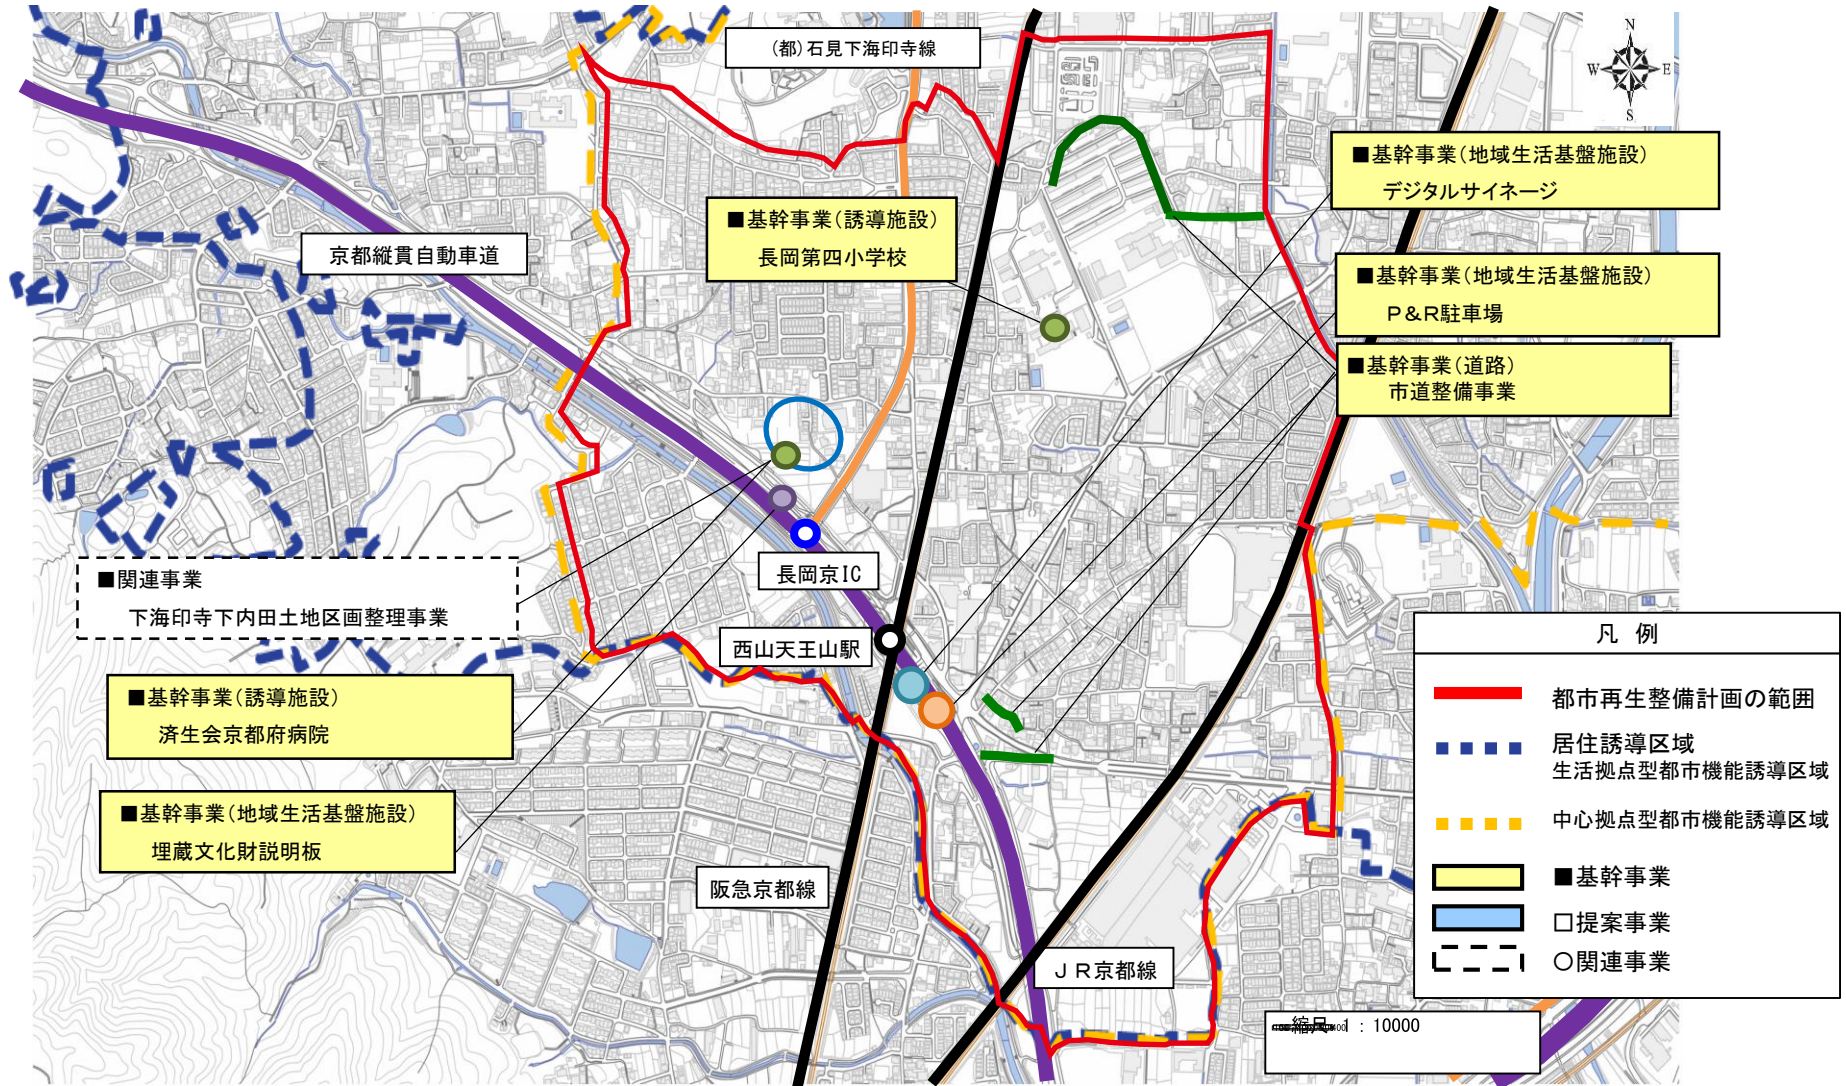 (都)石見下海印寺線
N
W
E
S
■基幹事業(地域生活基盤施設)
デジタルサイネージ
■基幹事業(誘導施設)
長岡第四小学校
京都縦貫自動車道
■基幹事業(地域生活基盤施設)
P&R駐車場
■基幹事業(道路)
市道整備事業
長岡京IC
■関連事業
下海印寺下内田土地区画整理事業
西山天王山駅
■基幹事業(誘導施設)
済生会京都府病院
■基幹事業(地域生活基盤施設)
埋蔵文化財説明板
阪急京都線
JR京都線
凡 例
都市再生整備計画の範囲
居住誘導区域
生活拠点型都市機能誘導区域
中心拠点型都市機能誘導区域
■基幹事業
□提案事業
○関連事業
縮尺 1 : 10000